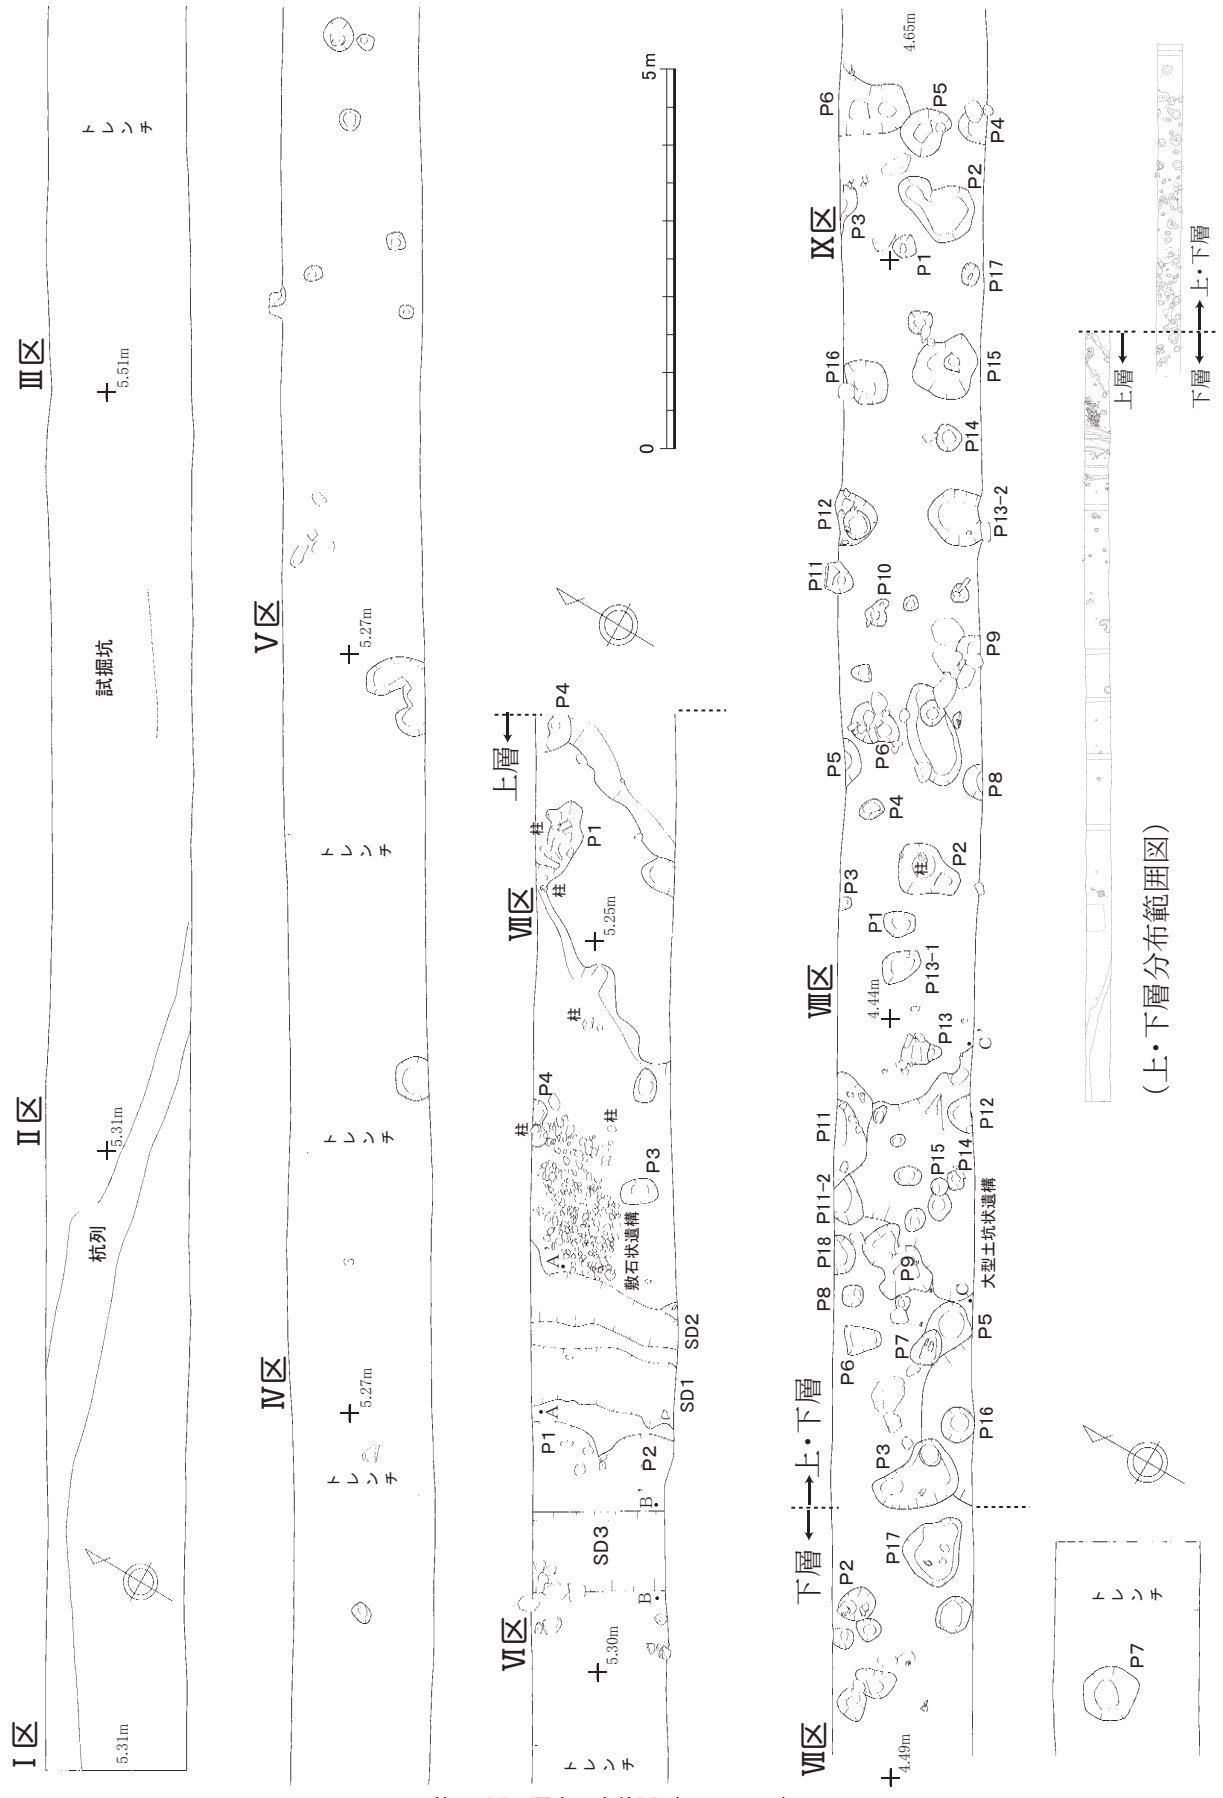 Ⅰ区
5.31m
Ⅱ区
5.31m
杭列
試掘坑
Ⅲ区
5.51m
トレンチ
Ⅳ区
5.27m
トレンチ
トレンチ
トレンチ
Ⅴ区
5.27m
Ⅵ区
5.30m
トレンチ
SD3
B
B'
P1
P2
A
SD1
SD2
A'
敷石状遺構
P3
柱
P4
柱
柱
Ⅶ区
5.25m
柱
柱
P1
P4
上層
0
5m
Ⅶ区
4.49m
P2
P17
下層
上・下層
P3
P16
P6
P7
P5
P8
P9
C
P18
P11-2
大型土坑状遺構
P15
P14
P11
P12
P13
C'
Ⅷ区
4.44m
P13-1
P1
P3
柱
P2
P4
P5
P6
P8
P9
P10
P11
P12
P13-2
P14
P16
P15
P17
Ⅸ区
P1
P3
P2
P6
P5
P4
4.65m
トレンチ
P7
(上・下層分布範囲図)
上層
下層
上・下層